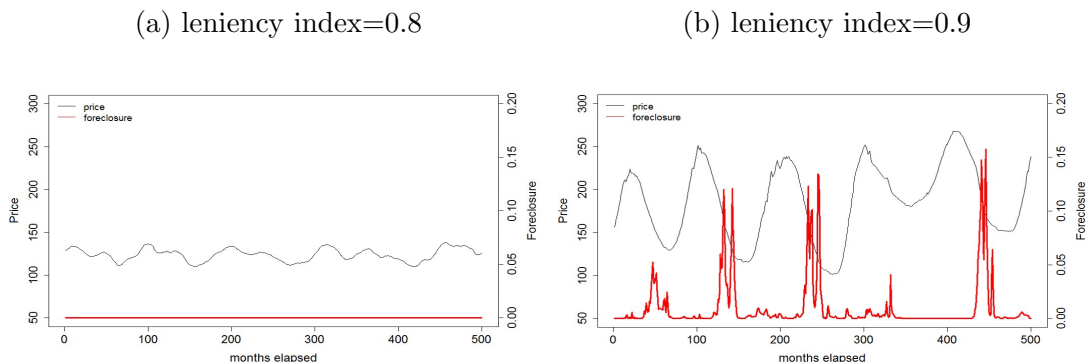 (a) leniency index=0.8
(b) leniency index=0.9
price
foreclosure
Price
300
250
200
150
100
50
0.20
0.15
0.10
0.05
0.00
Foreclosure
0 100 200 300 400 500
months elapsed
price
foreclosure
Price
300
250
200
150
100
50
0.20
0.15
0.10
0.05
0.00
Foreclosure
0 100 200 300 400 500
months elapsed